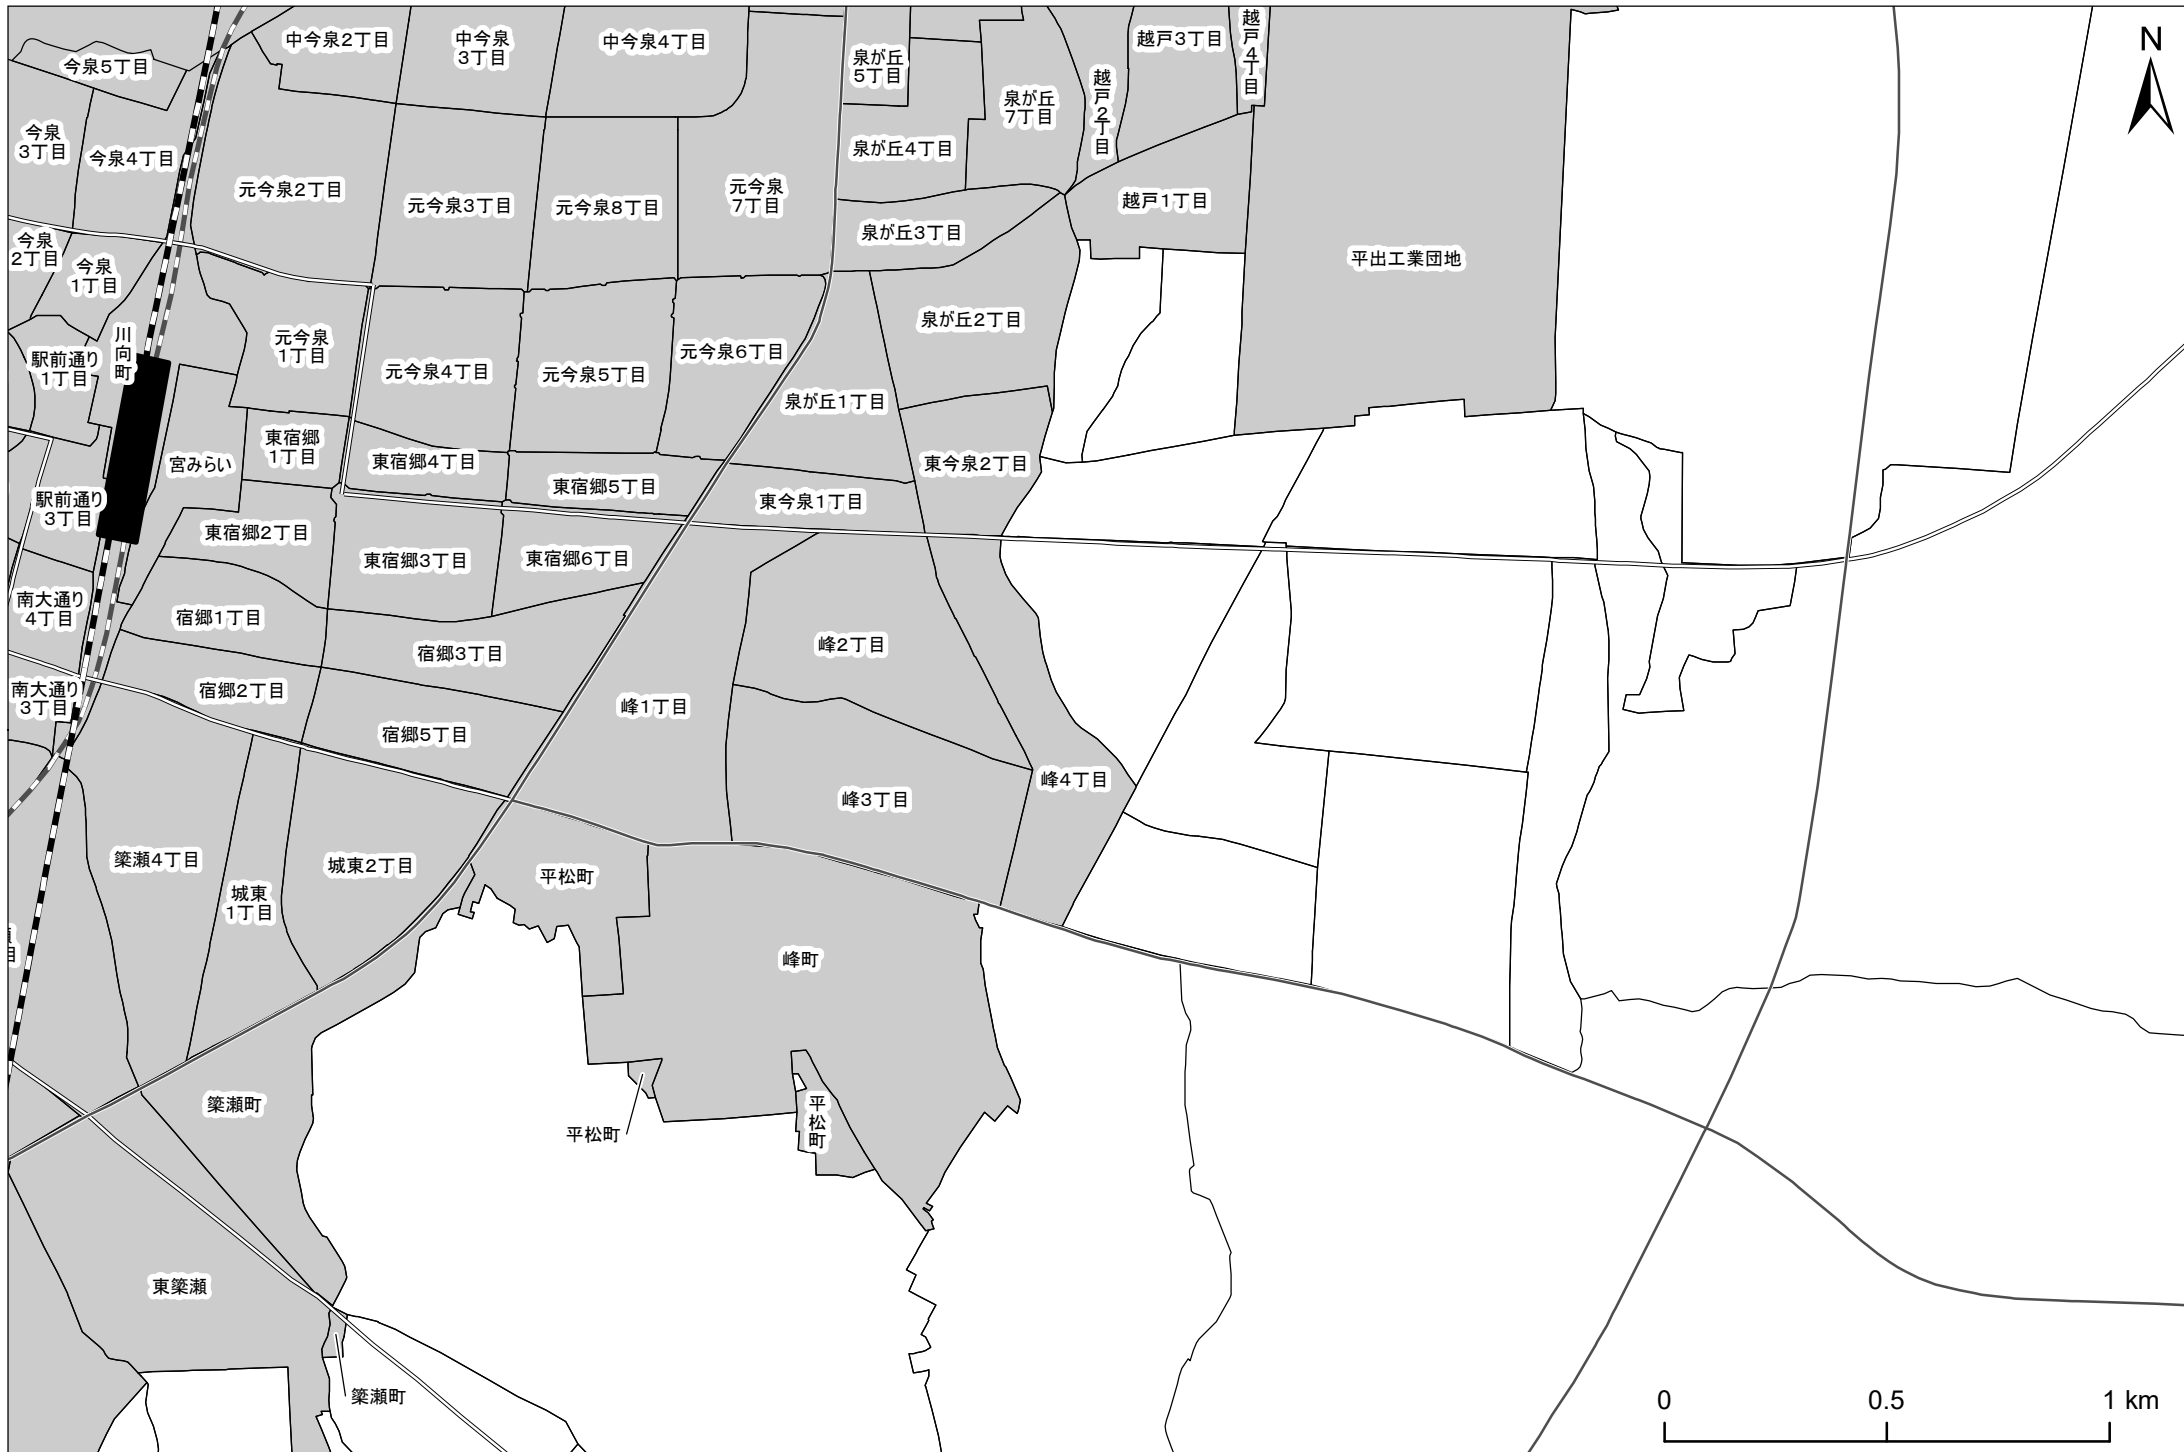 中今泉2丁目
中今泉
3丁目
中今泉4丁目
泉が丘
5丁目
越戸3丁目
越戸4丁目
N
今泉5丁目
泉が丘
7丁目
越戸2丁目
今泉
3丁目
今泉4丁目
泉が丘4丁目
元今泉2丁目
元今泉3丁目
元今泉8丁目
元今泉
7丁目
越戸1丁目
泉が丘3丁目
今泉
2丁目
今泉
1丁目
平出工業団地
泉が丘2丁目
川向町
駅前通り
1丁目
元今泉
1丁目
元今泉4丁目
元今泉5丁目
元今泉6丁目
泉が丘1丁目
東宿郷
1丁目
宮みらい
東宿郷4丁目
東今泉2丁目
東宿郷5丁目
東今泉1丁目
駅前通り
3丁目
東宿郷2丁目
東宿郷3丁目
東宿郷6丁目
南大通り
4丁目
宿郷1丁目
宿郷3丁目
峰2丁目
南大通り
3丁目
宿郷2丁目
峰1丁目
宿郷5丁目
峰4丁目
峰3丁目
簗瀬4丁目
城東2丁目
城東
1丁目
平松町
峰町
目
簗瀬町
平松町
平松町
東簗瀬
簗瀬町
0 0.5 1 km